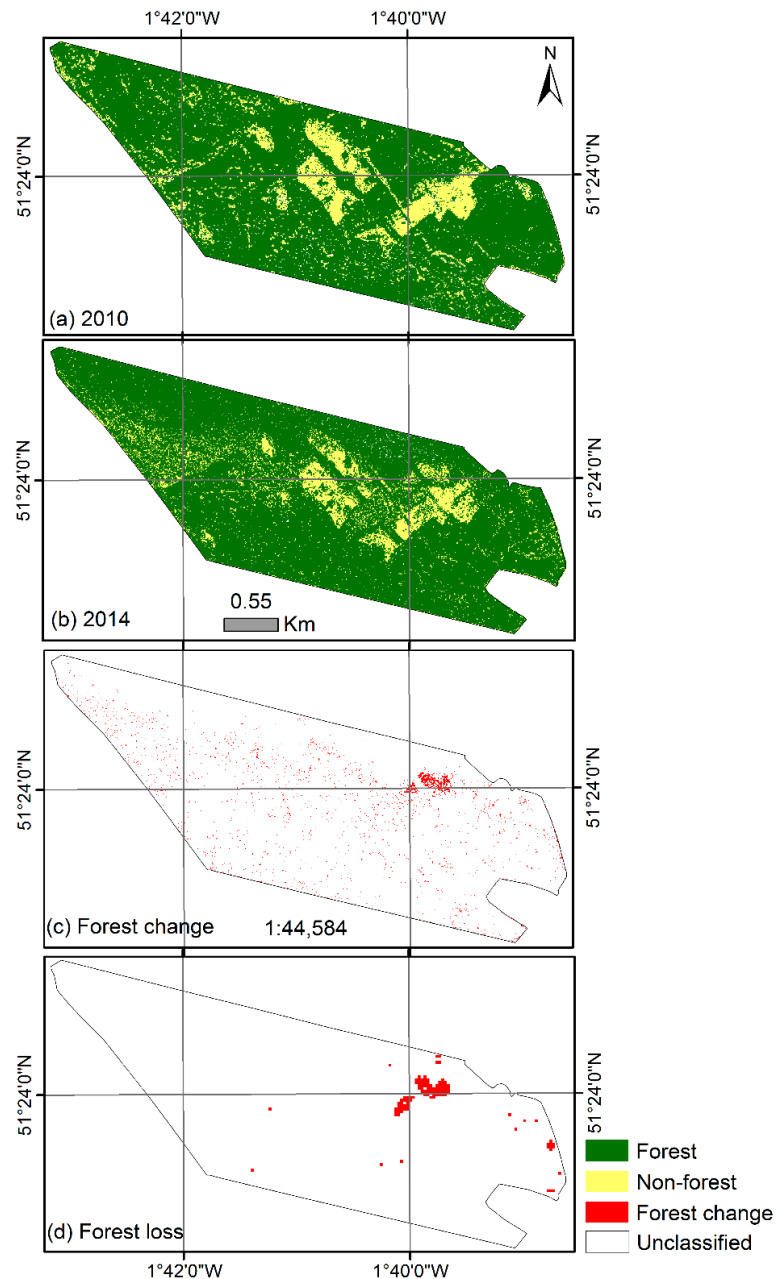 1°42'0"W 1°40'0"W
N
51°24'0"N 51°24'0"N
(a) 2010
51°24'0"N 51°24'0"N
(b) 2014
0.55
Km
51°24'0"N 51°24'0"N
(c) Forest change 1:44,584
51°24'0"N 51°24'0"N
(d) Forest loss
1°42'0"W 1°40'0"W
Forest
Non-forest
Forest change
Unclassified